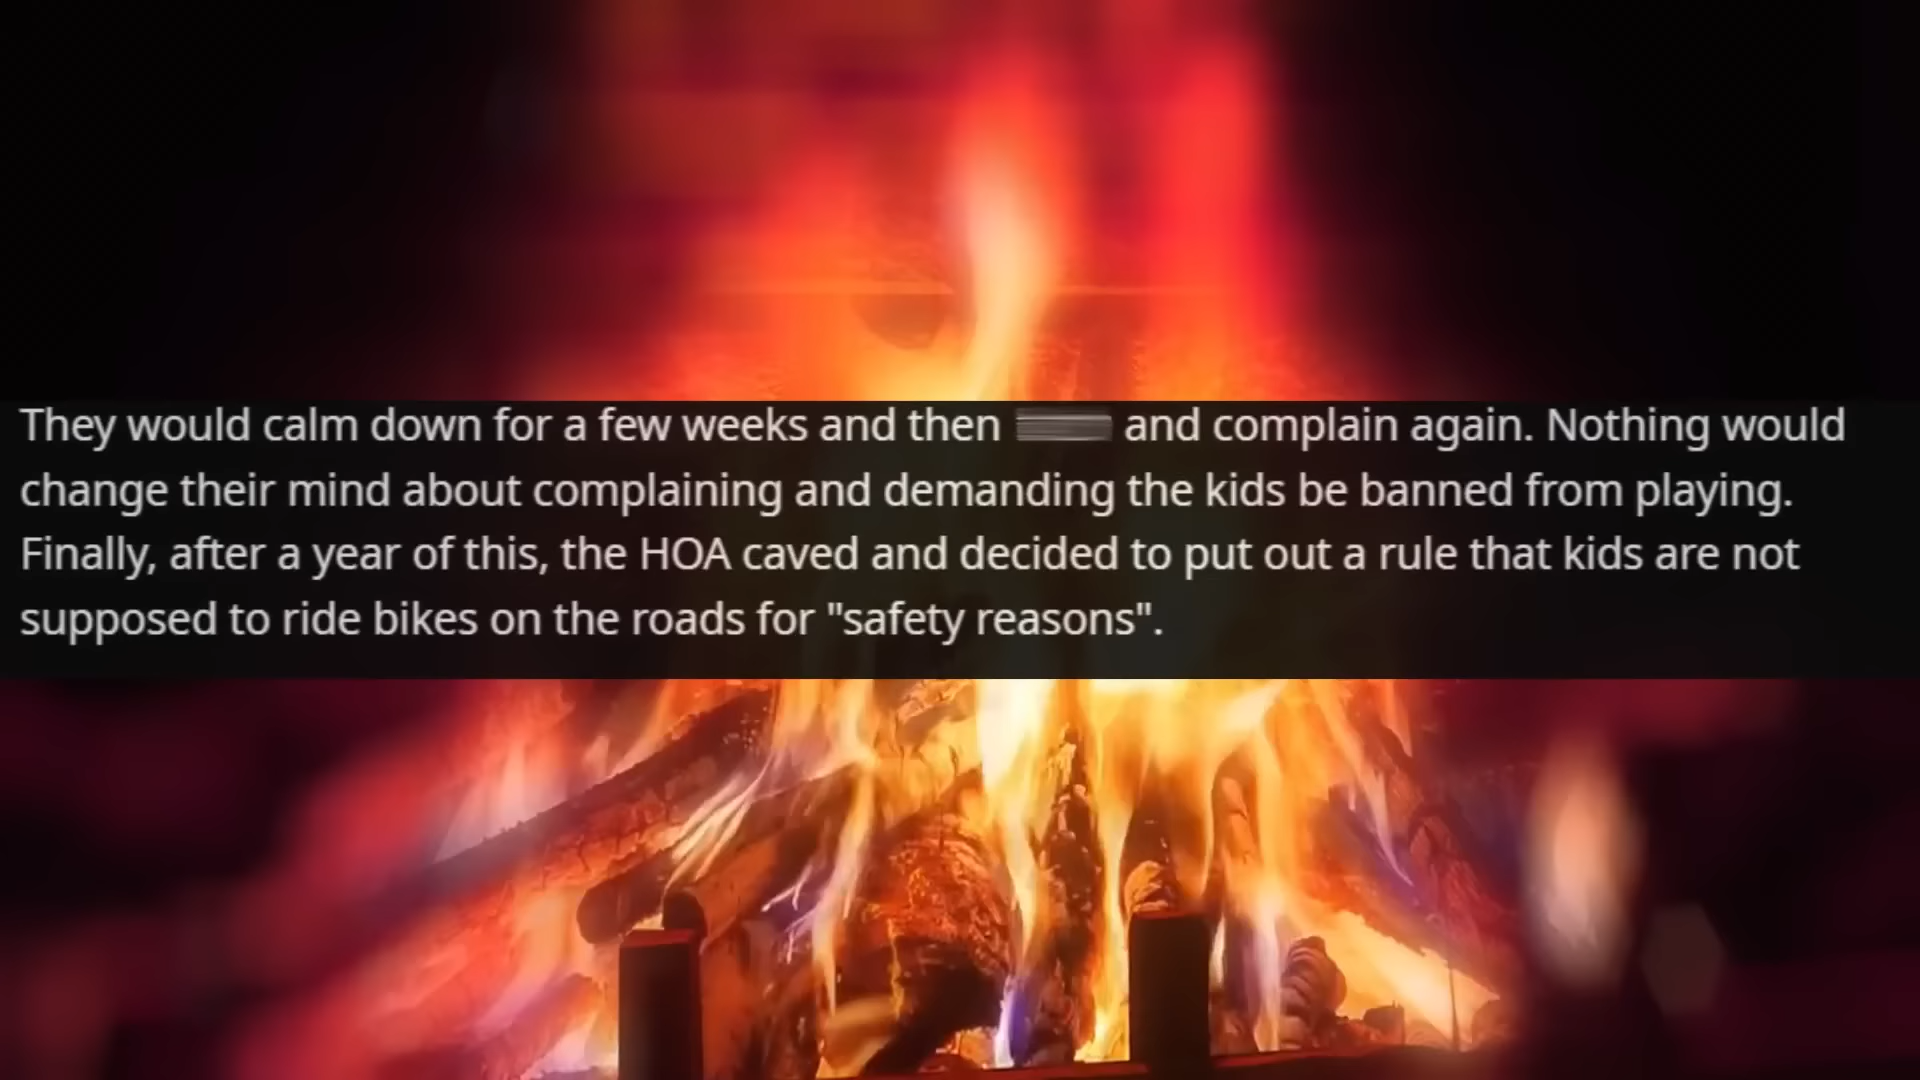 They would calm down for a few weeks and then and complain again. Nothing would
change their mind about complaining and demanding the kids be banned from playing.
Finally, after a year of this, the HOA caved and decided to put out a rule that kids are not
supposed to ride bikes on the roads for "safety reasons".